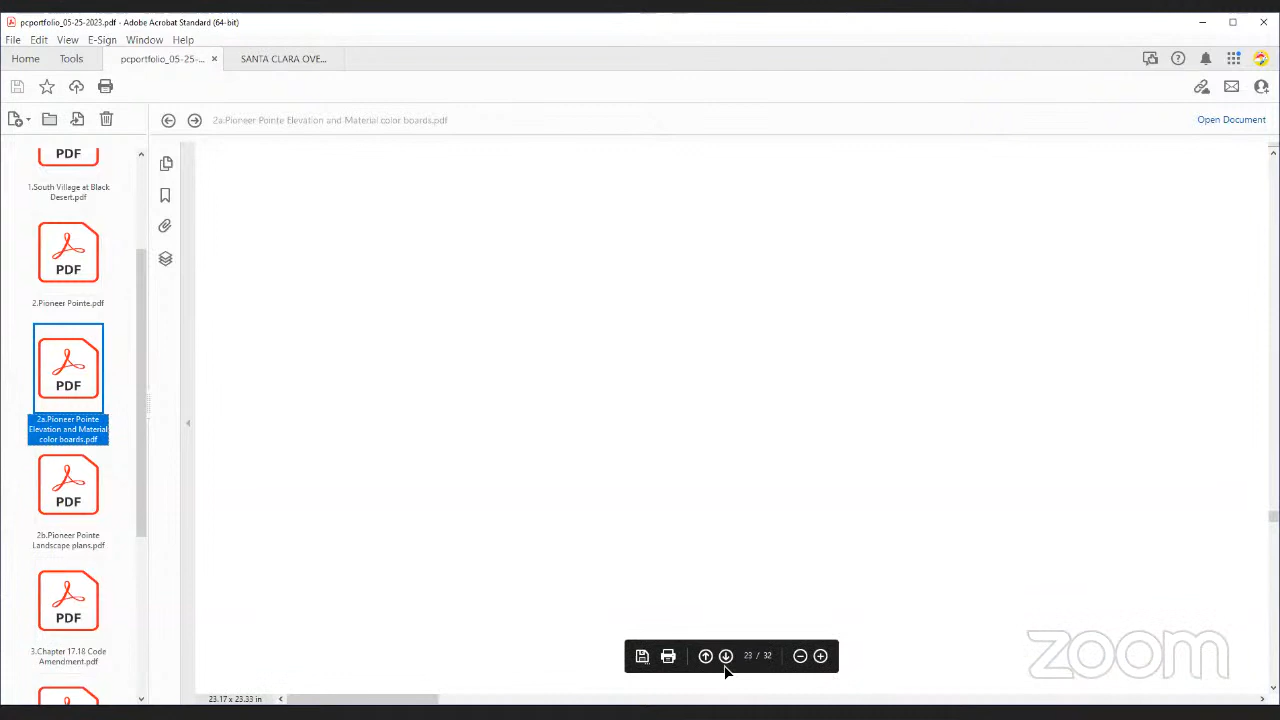 pcportfolio_05-25-2023.pdf - Adobe Acrobat Standard (64-bit)
File Edit View E-Sign Window Help
Home Tools pcportfolio_05-25-... × SANTA CLARA OVE...
2a.Pioneer Pointe Elevation and Material color boards.pdf Open Document
PDF
1.South Village at Black
Desert.pdf
PDF
2.Pioneer Pointe.pdf
PDF
2a.Pioneer Pointe
Elevation and Material
color boards.pdf
PDF
2b.Pioneer Pointe
Landscape plans.pdf
PDF
3.Chapter 17.18 Code
Amendment.pdf
23 / 32
zoom
23.17 x 23.33 in